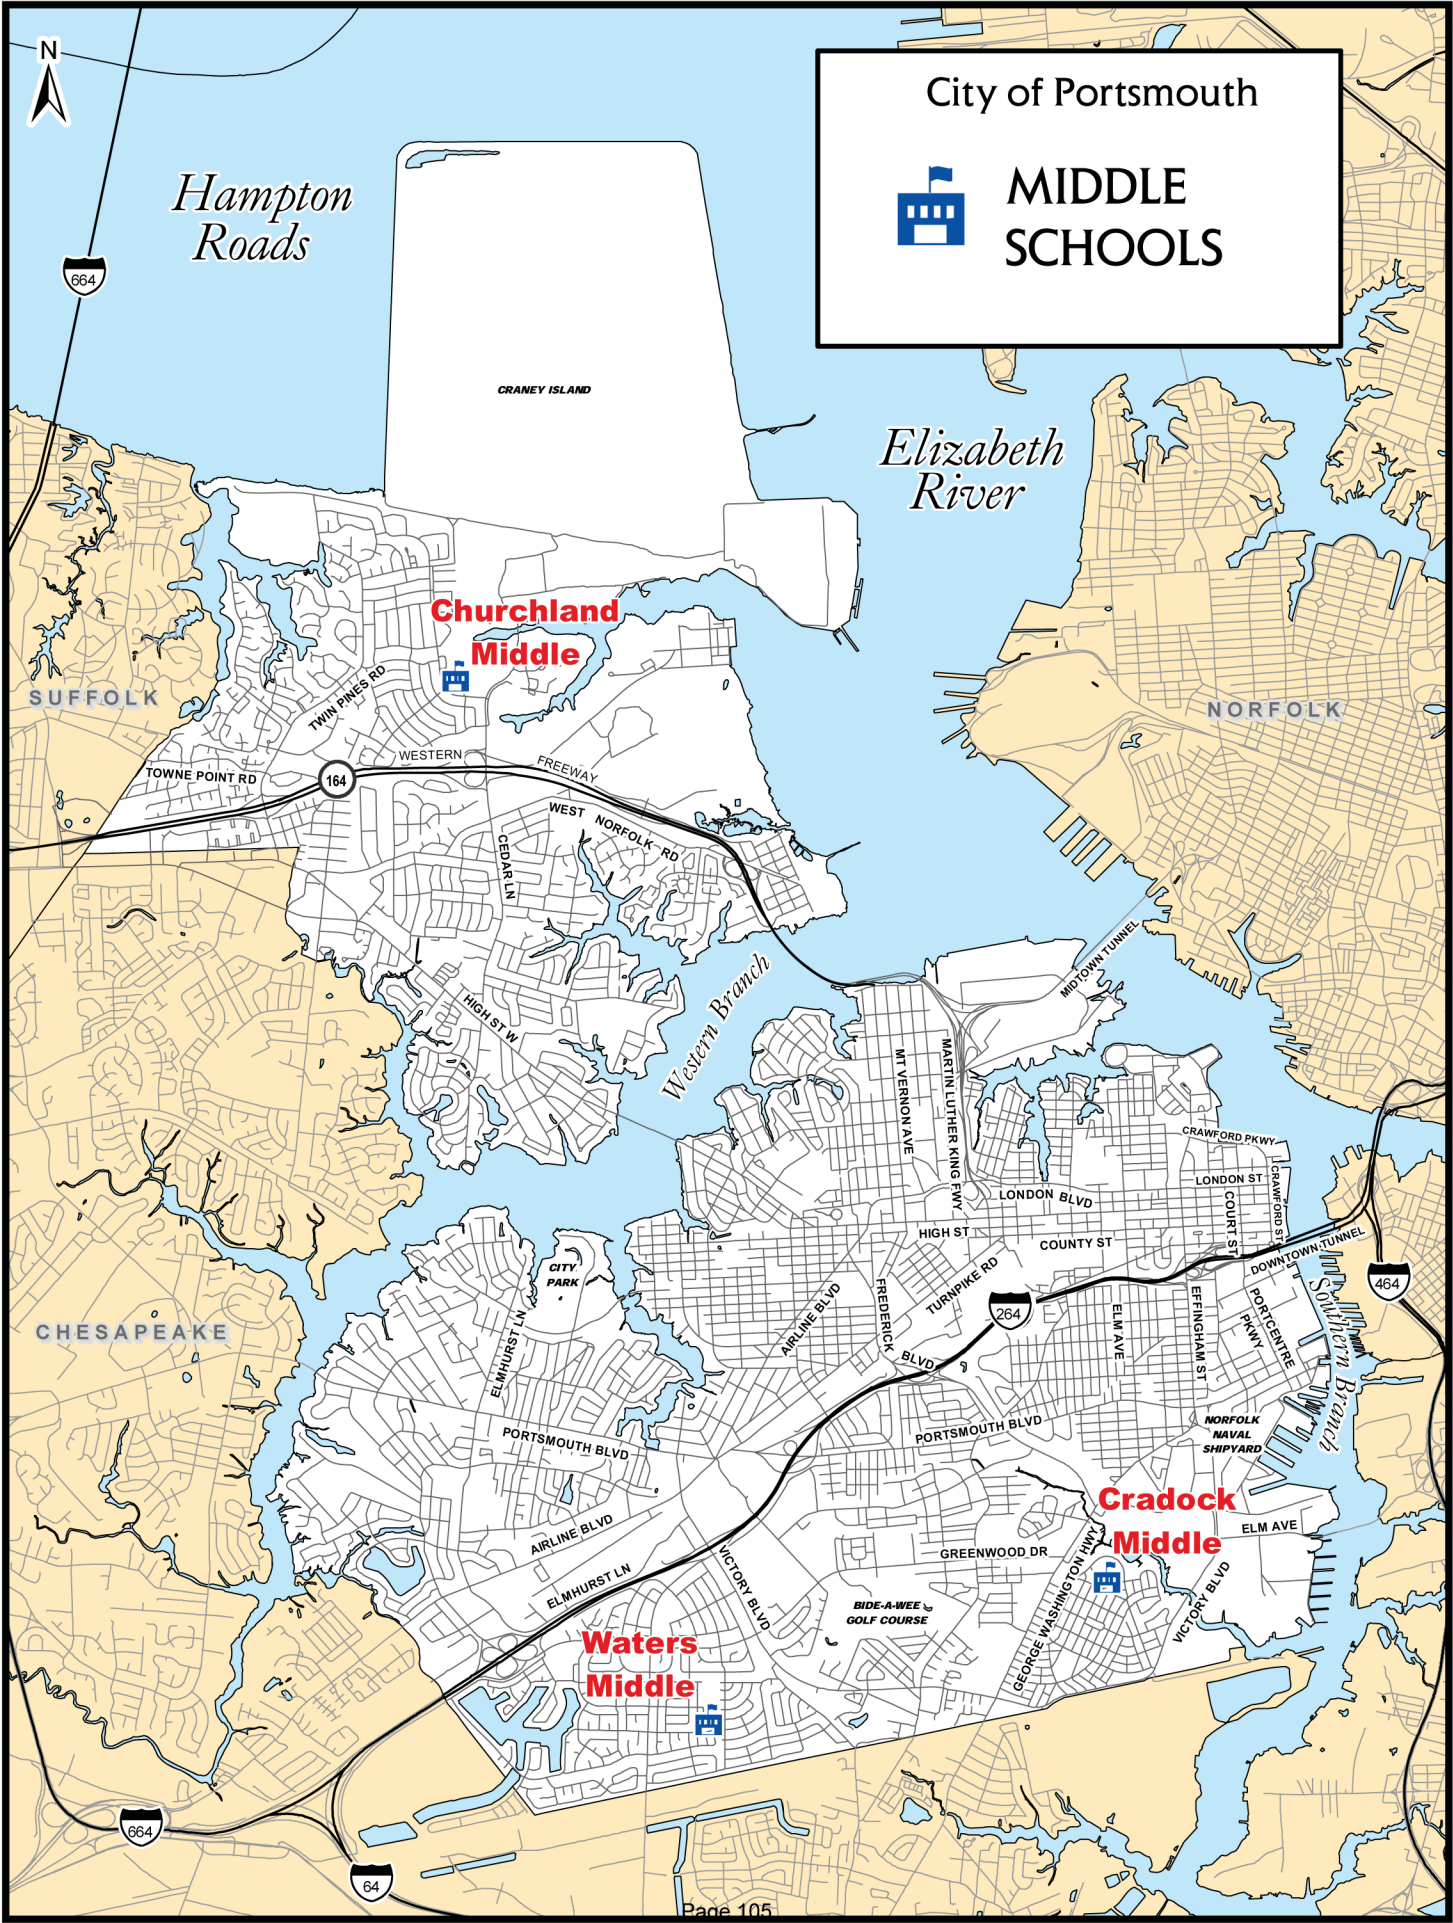 N
City of Portsmouth
MIDDLE
SCHOOLS
Hampton
Roads
664
CRANEY ISLAND
Elizabeth
River
Churchland
Middle
SUFFOLK
TWIN PINES RD
NORFOLK
WESTERN
FREEWAY
TOWNE POINT RD
164
WEST NORFOLK RD
CEDAR LN
MIDTOWN TUNNEL
Western Branch
HIGH ST W
MT VERNON AVE
MARTIN LUTHER KING FWY
CRAWFORD PKWY
LONDON ST
CRAWFORD ST
COURT ST
LONDON BLVD
HIGH ST
COUNTY ST
DOWNTOWN TUNNEL
CITY
PARK
TURNPIKE RD
464
264
AIRLINE BLVD
FREDERICK
BLVD
ELM AVE
EFFINGHAM ST
PORTCENTRE
PKWY
Southern Branch
CHESAPEAKE
ELMHURST LN
PORTSMOUTH BLVD
PORTSMOUTH BLVD
NORFOLK
NAVAL
SHIPYARD
Cradock
Middle
AIRLINE BLVD
ELM AVE
GREENWOOD DR
GEORGE WASHINGTON HWY
VICTORY BLVD
ELMHURST LN
VICTORY BLVD
BIDE-A-WEE
GOLF COURSE
Waters
Middle
664
64
Page 105